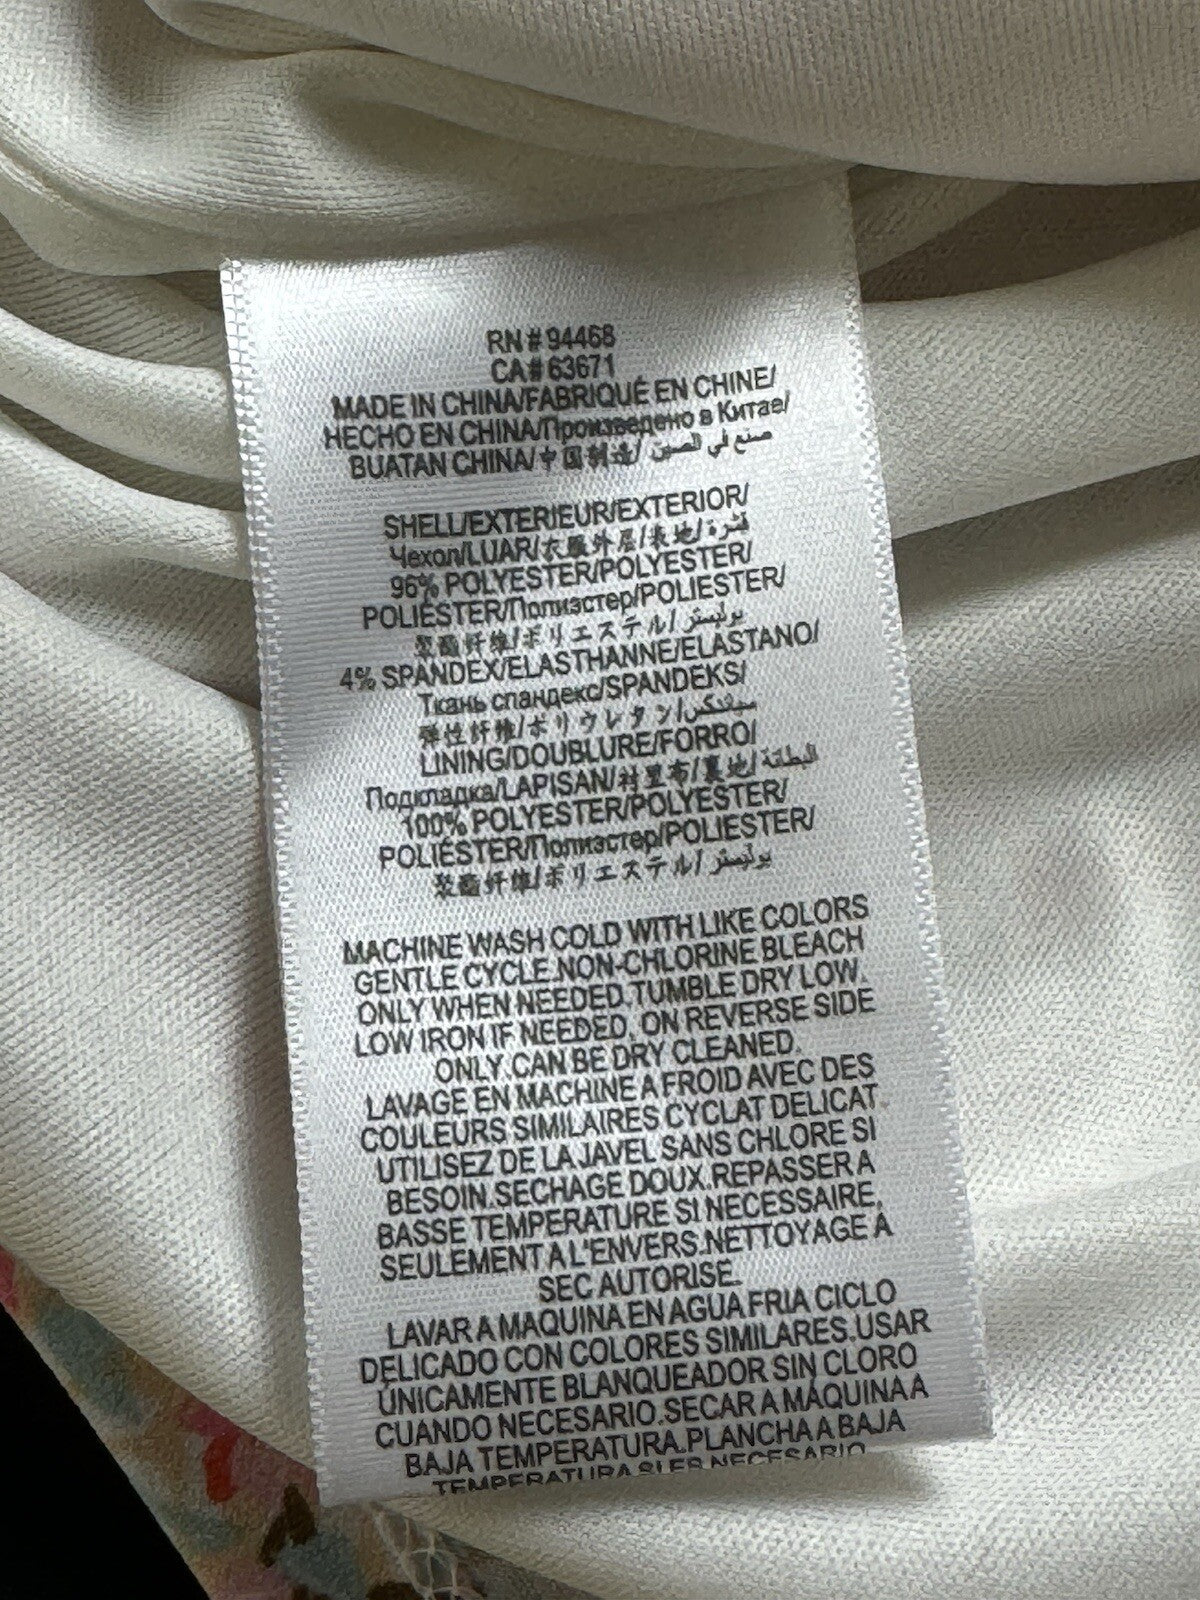 RN # 94468
CA# 63671
MADE IN CHINA/FABRIQUÉ EN CHINE/
HECHO EN CHINA/Произведено в Китае/
BUATAN CHINA/中国制造/ صنع في الصين
SHELL/EXTERIEUR/EXTERIOR/
Чехол/LUAR/衣服外层/表地/قشرة
96% POLYESTER/POLYESTER/
POLIÉSTER/Полиэстер/POLIESTER/
聚酯纤维/ポリエステル/بوليستر
4% SPANDEX/ELASTHANNE/ELASTANO/
Ткань спандекс/SPANDEKS/
弹性纤维/ポリウレタン/سباندكس
LINING/DOUBLURE/FORRO/
Подкладка/LAPISAN/衬里布/裏地/البطانة
100% POLYESTER/POLYESTER/
POLIÉSTER/Полиэстер/POLIESTER/
聚酯纤维/ポリエステル/بوليستر
MACHINE WASH COLD WITH LIKE COLORS
GENTLE CYCLE.NON-CHLORINE BLEACH
ONLY WHEN NEEDED.TUMBLE DRY LOW.
LOW IRON IF NEEDED, ON REVERSE SIDE
ONLY.CAN BE DRY CLEANED.
LAVAGE EN MACHINE A FROID AVEC DES
COULEURS SIMILAIRES CYCLAT DELICAT.
UTILISEZ DE LA JAVEL SANS CHLORE SI
BESOIN.SECHAGE DOUX.REPASSER A
BASSE TEMPERATURE SI NECESSAIRE,
SEULEMENT A L'ENVERS.NETTOYAGE À
SEC AUTORISE.
LAVAR A MAQUINA EN AGUA FRIA CICLO
DELICADO CON COLORES SIMILARES.USAR
ÚNICAMENTE BLANQUEADOR SIN CLORO
CUANDO NECESARIO.SECAR A MÁQUINA A
BAJA TEMPERATURA.PLANCHA A BAJA
TEMPERATURA SI ES NECESARIO